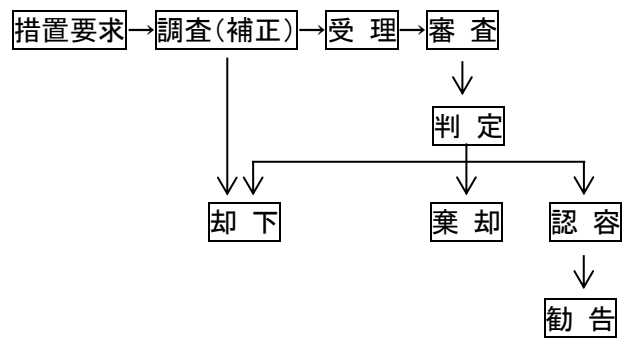 措置要求→調査(補正)→受 理→審 査
判 定
却 下 棄 却 認 容
勧 告